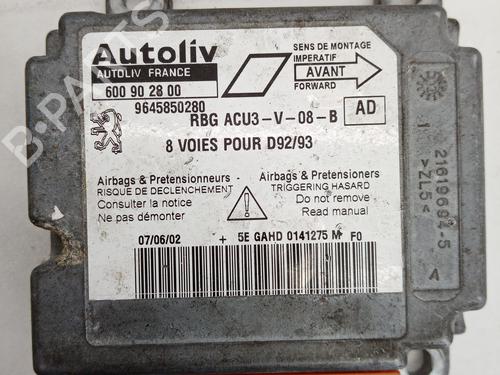 Autoliv
AUTOLIV FRANCE
600 90 28 00
9645850280
SENS DE MONTAGE
IMPERATIF
AVANT
FORWARD
RBG ACU3-V-08-B
AD
8 VOIES POUR D92/93
Airbags & Pretensionneurs
RISQUE DE DECLENCHEMENT
Consulter la notice
Ne pas démonter
Airbags & Pretensioners
TRIGGERING HASARD
Do not remove
Read manual
07/06/02 + 5E GAHD 0141275 M F0
21619694-5
>ZL5<
A
B-PARTS